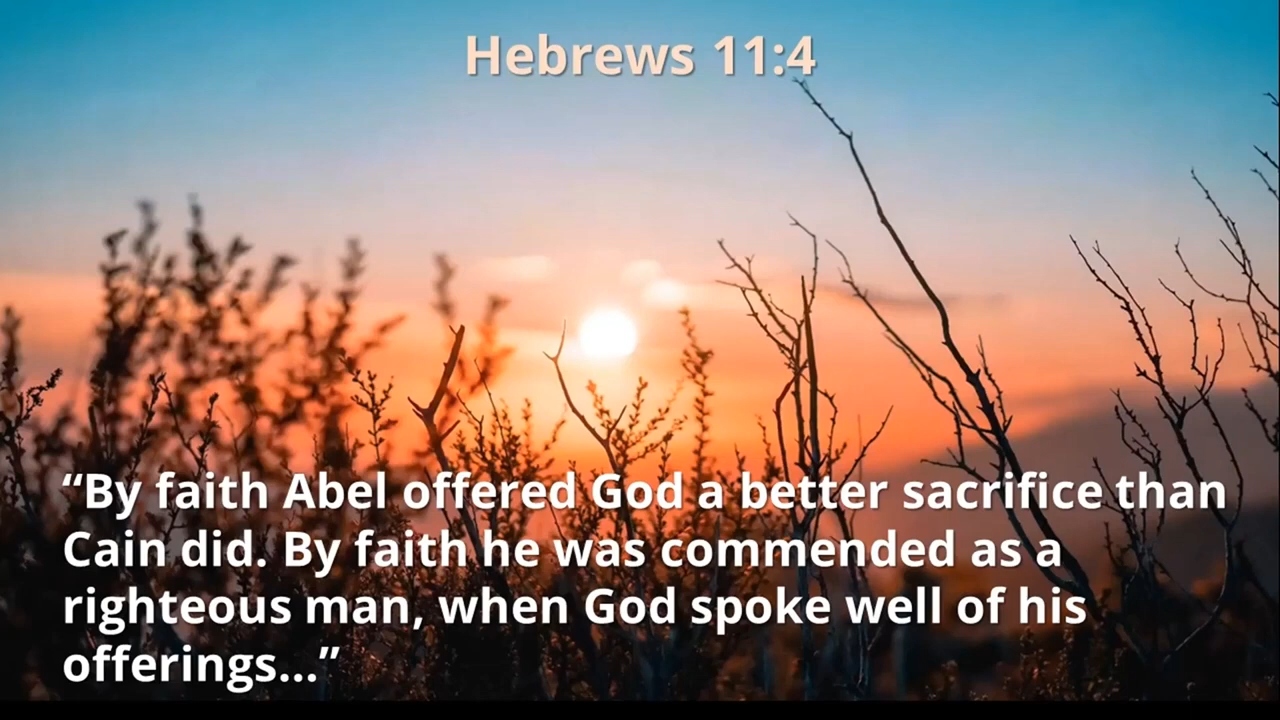 Hebrews 11:4
“By faith Abel offered God a better sacrifice than
Cain did. By faith he was commended as a
righteous man, when God spoke well of his
offerings...”